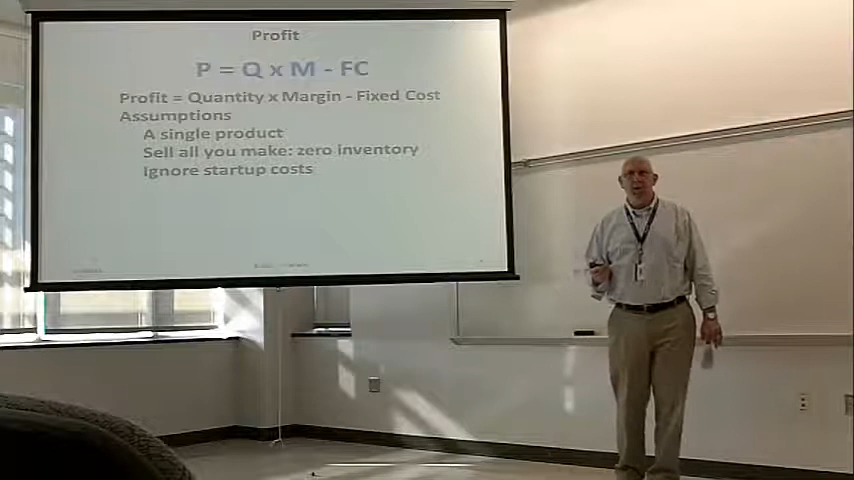 Profit
P = Q x M - FC
Profit = Quantity x Margin - Fixed Cost
Assumptions
A single product
Sell all you make: zero inventory
Ignore startup costs